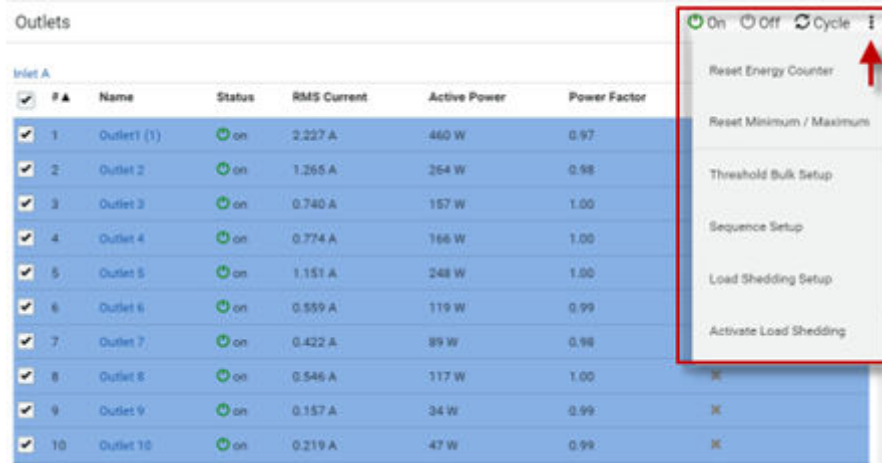 Outlets
On Off Cycle
Inlet A
# ▲ Name Status RMS Current Active Power Power Factor
Reset Energy Counter
Reset Minimum / Maximum
Threshold Bulk Setup
Sequence Setup
Load Shedding Setup
Activate Load Shedding
1 Outlet1 (1) on 2.227 A 460 W 0.97
2 Outlet 2 on 1.265 A 264 W 0.98
3 Outlet 3 on 0.740 A 157 W 1.00
4 Outlet 4 on 0.774 A 166 W 1.00
5 Outlet 5 on 1.151 A 248 W 1.00
6 Outlet 6 on 0.559 A 119 W 0.99
7 Outlet 7 on 0.422 A 89 W 0.98
8 Outlet 8 on 0.546 A 117 W 1.00
9 Outlet 9 on 0.157 A 34 W 0.99
10 Outlet 10 on 0.219 A 47 W 0.99